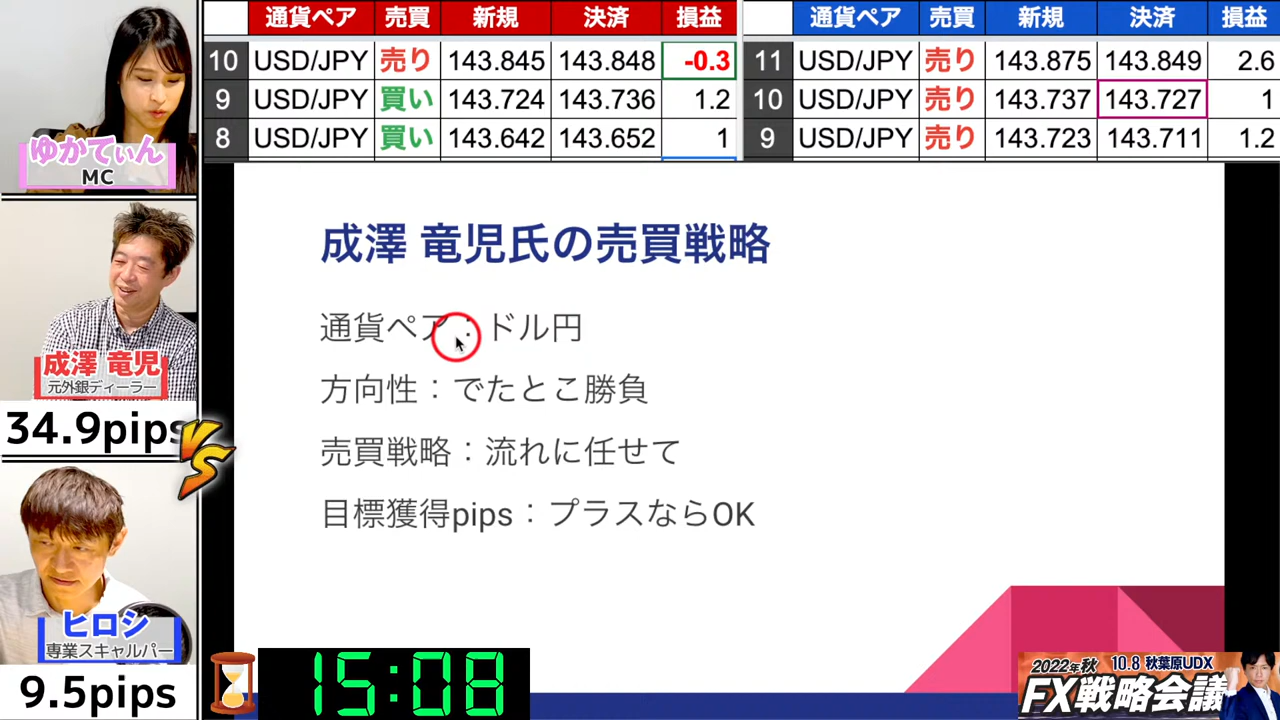 通貨ペア 売買 新規 決済 損益
10 USD/JPY 売り 143.845 143.848 -0.3
9 USD/JPY 買い 143.724 143.736 1.2
8 USD/JPY 買い 143.642 143.652 1
通貨ペア 売買 新規 決済 損益
11 USD/JPY 売り 143.875 143.849 2.6
10 USD/JPY 売り 143.737 143.727 1
9 USD/JPY 売り 143.723 143.711 1.2
ゆかてぃん
MC
成澤 竜児
元外銀ディーラー
34.9pips
VS
ヒロシ
専業スキャルパー
9.5pips
成澤 竜児氏の売買戦略
通貨ペア：ドル円
方向性：でたとこ勝負
売買戦略：流れに任せて
目標獲得pips：プラスならOK
15:08
2022年秋 10.8 秋葉原UDX
FX戦略会議